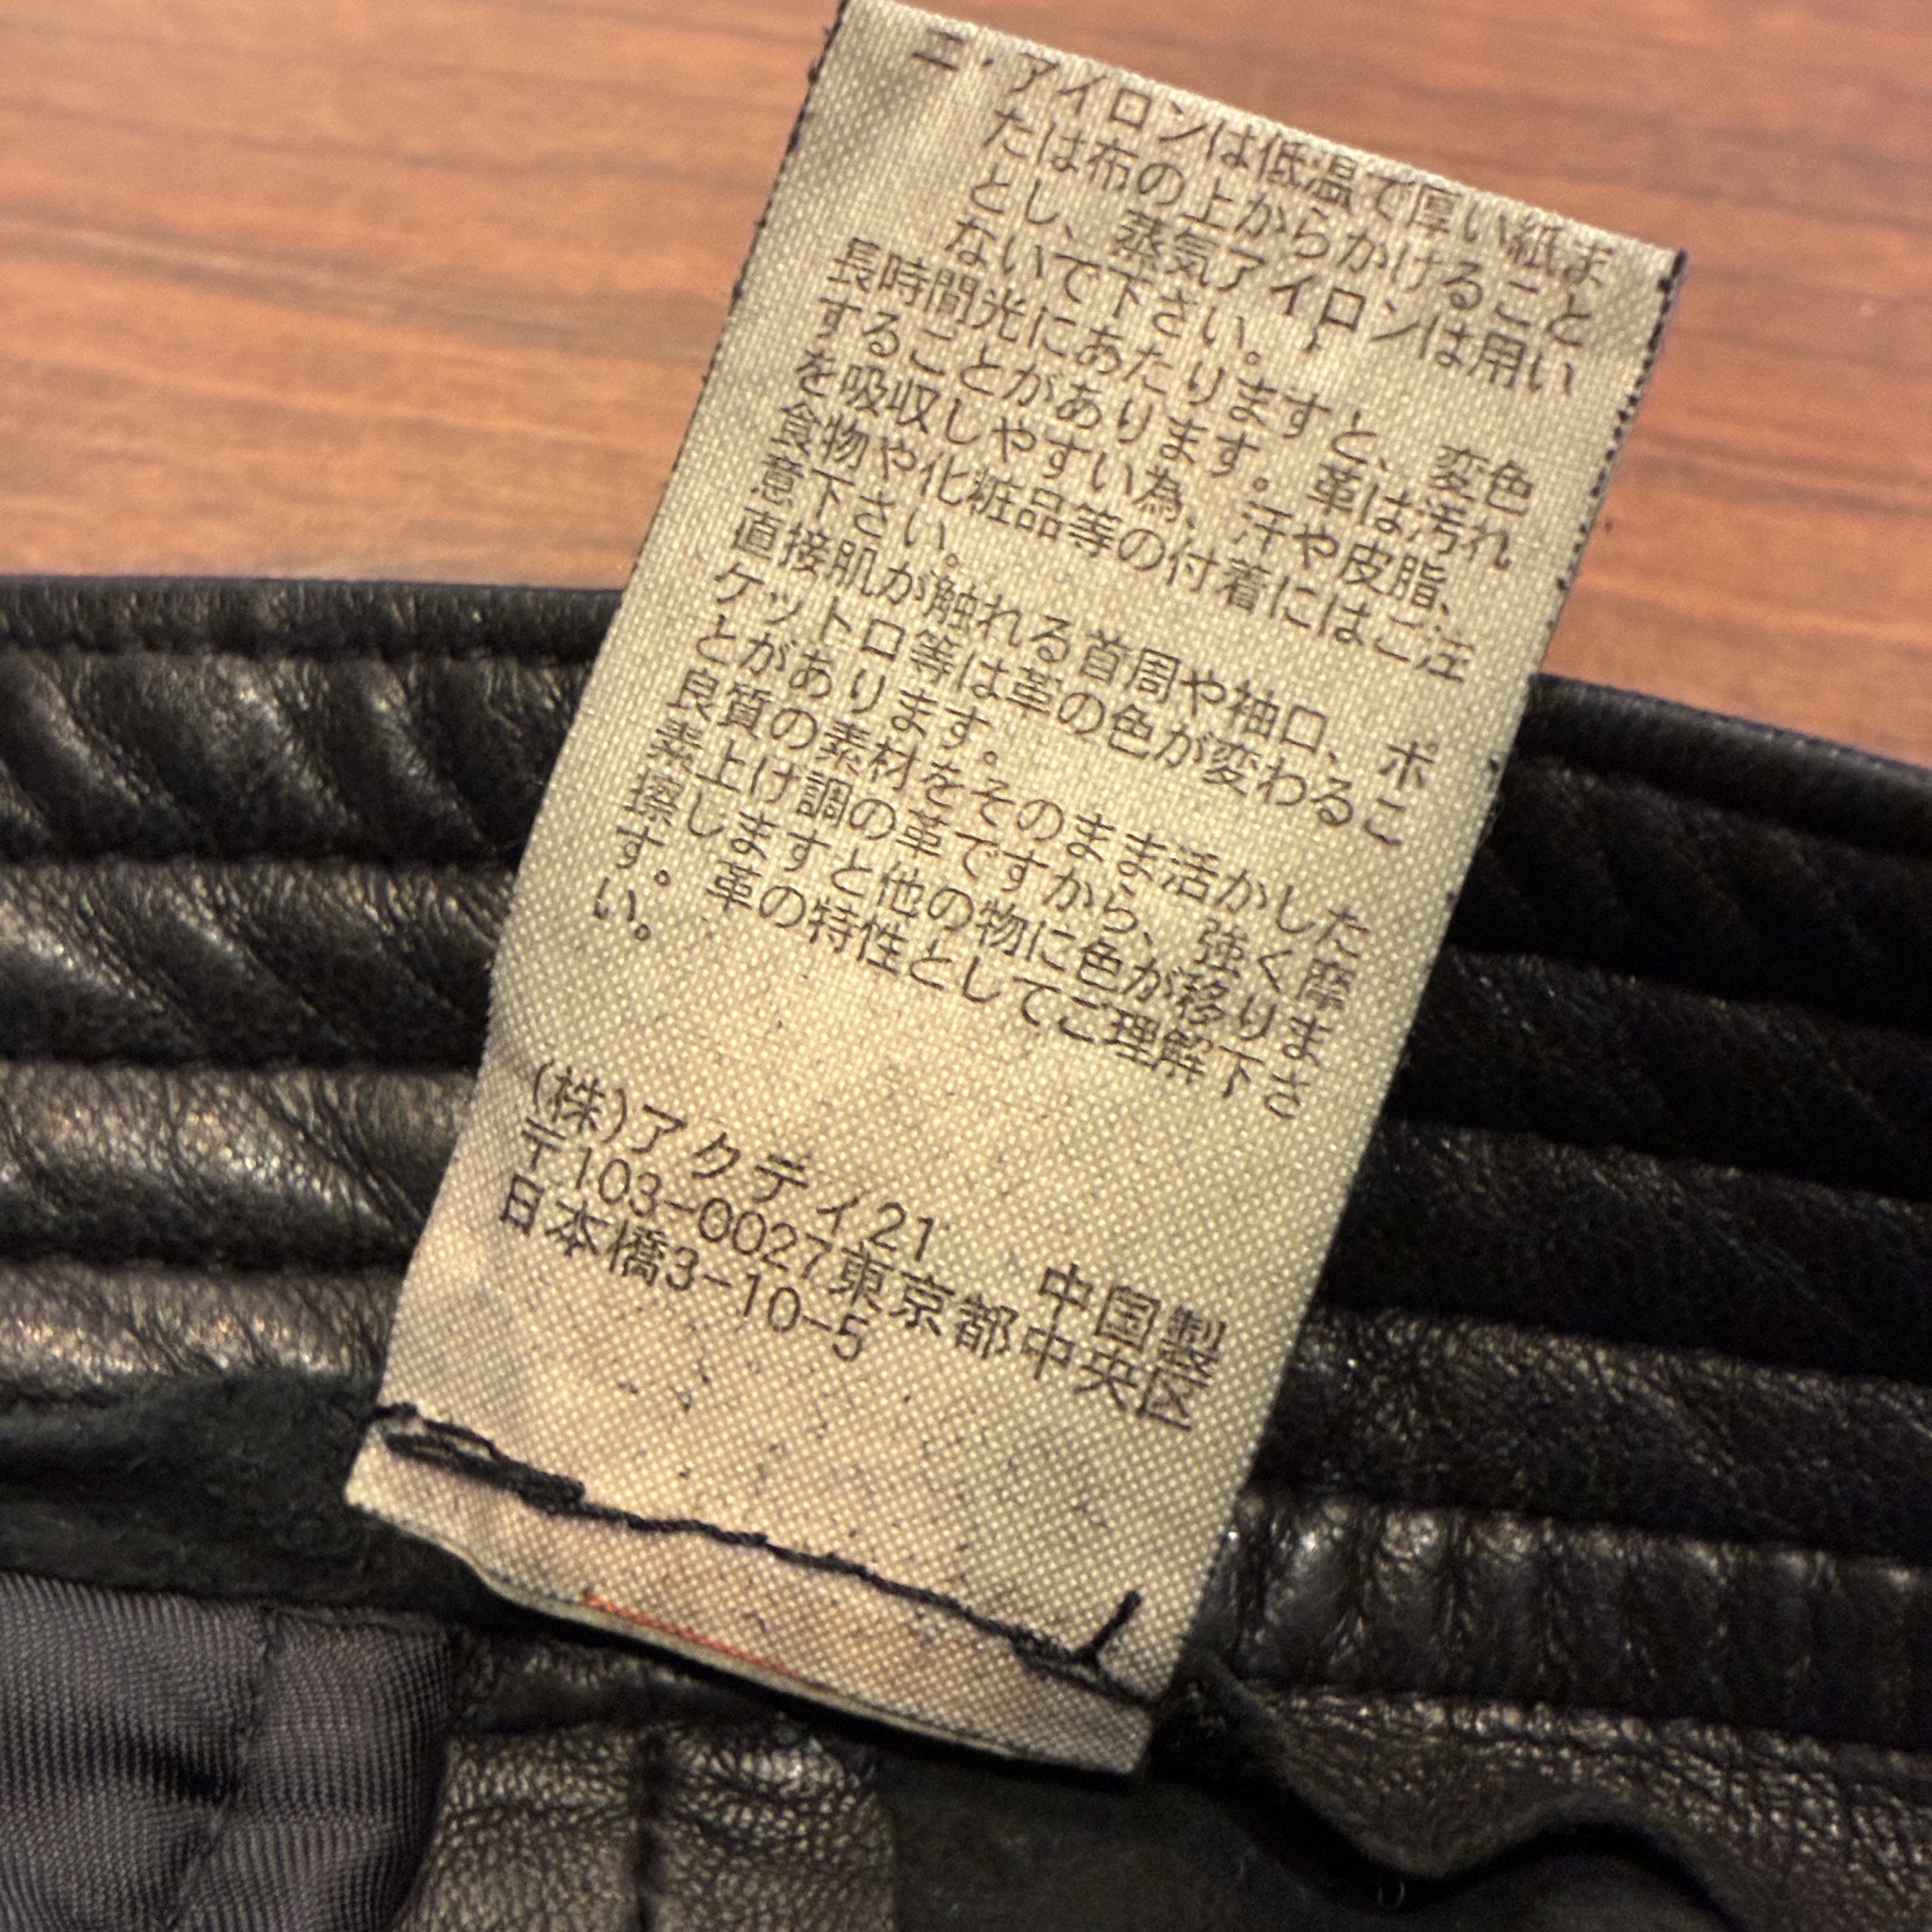 三・アイロンは低温で厚い紙ま
たは布の上からかけること
とし、蒸気アイロンは用い
ないで下さい。
長時間光にあたりますと、変色
することがあります。革は汚れ
を吸収しやすい為、汗や皮脂、
食物や化粧品等の付着にはご注
意下さい。
直接肌が触れる首周や袖口、ポ
ケットロ等は革の色が変わるこ
とがあります。
良質の素材をそのまま活かした
上げ調の革ですから、強く摩
擦しますと他の物に色が移りま
す。革の特性としてご理解下さ
い。
(株)アクティ21 中国製
〒103-0027東京都中央区
日本橋3-10-5